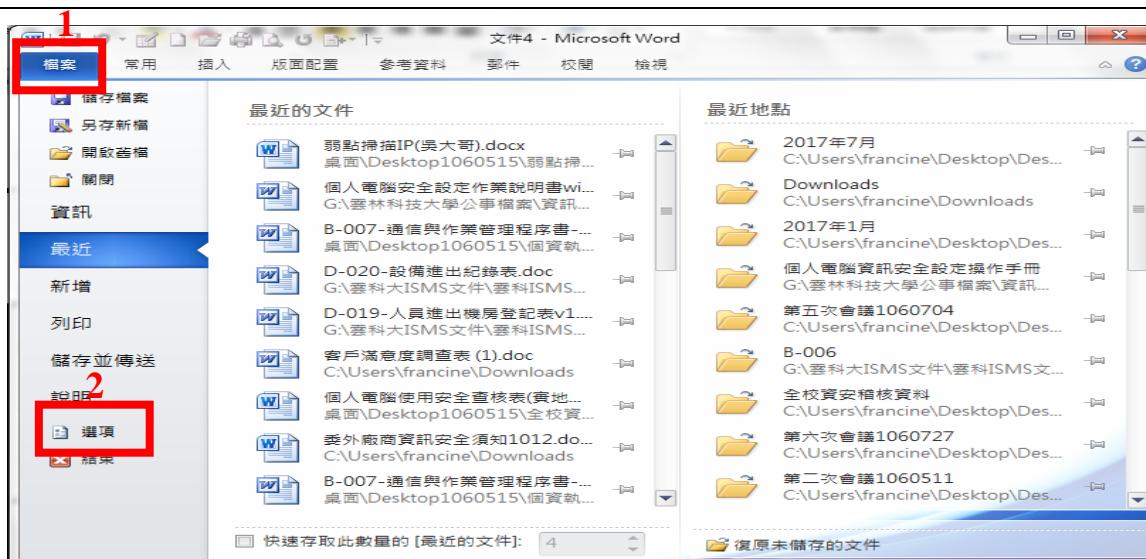 1
文件4 - Microsoft Word
檔案 常用 插入 版面配置 參考資料 郵件 校閱 檢視
儲存檔案
另存新檔
開啟舊檔
關閉
資訊
最近
新增
列印
儲存並傳送
說明
2
選項
結束
最近的文件
弱點掃描IP(吳大哥).docx
桌面\Desktop1060515\弱點掃...
個人電腦安全設定作業說明書wi...
G:\雲林科技大學公事檔案\資訊...
B-007-通信與作業管理程序書-...
桌面\Desktop1060515\個資執...
D-020-設備進出紀錄表.doc
G:\雲科大ISMS文件\雲科ISMS...
D-019-人員進出機房登記表v1....
G:\雲科大ISMS文件\雲科ISMS...
客戶滿意度調查表 (1).doc
C:\Users\francine\Downloads
個人電腦使用安全查核表(實地...
桌面\Desktop1060515\全校資...
委外廠商資訊安全須知1012.do...
C:\Users\francine\Downloads
B-007-通信與作業管理程序書-...
桌面\Desktop1060515\個資執...
快速存取此數量的 [最近的文件]: 4
最近地點
2017年7月
C:\Users\francine\Desktop\Des...
Downloads
C:\Users\francine\Downloads
2017年1月
C:\Users\francine\Desktop\Des...
個人電腦資訊安全設定操作手冊
G:\雲林科技大學公事檔案\資訊...
第五次會議1060704
C:\Users\francine\Desktop\Des...
B-006
G:\雲科大ISMS文件\雲科ISMS文...
全校資安稽核資料
C:\Users\francine\Desktop\Des...
第六次會議1060727
C:\Users\francine\Desktop\Des...
第二次會議1060511
C:\Users\francine\Desktop\Des...
復原未儲存的文件